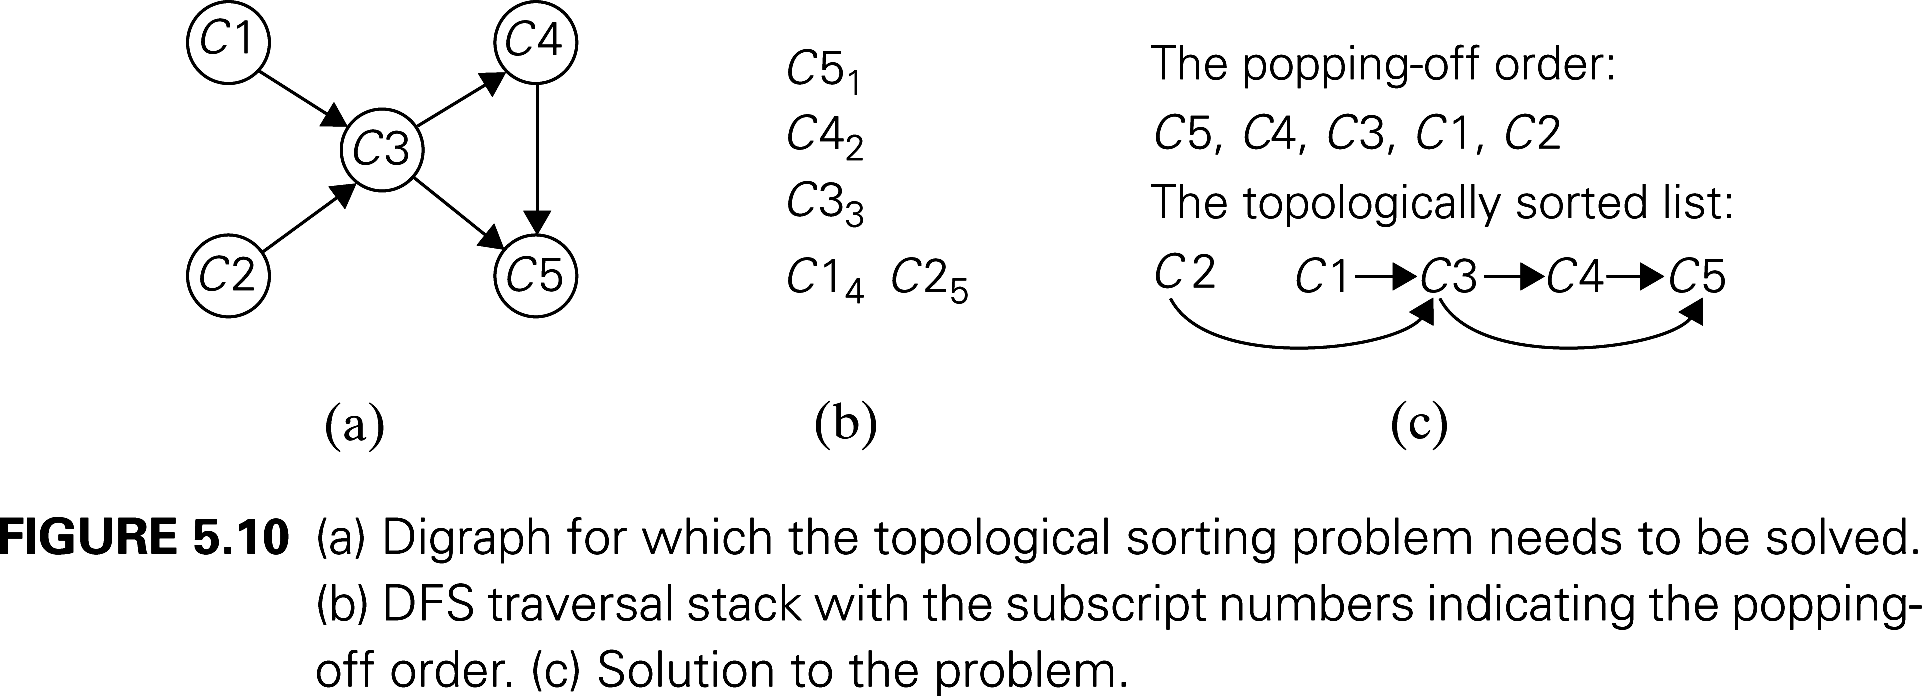 C1
C4
C3
C2
C5
(a)
C5₁
C4₂
C3₃
C1₄ C2₅
(b)
The popping-off order:
C5, C4, C3, C1, C2
The topologically sorted list:
C2 C1→C3→C4→C5
(c)
FIGURE 5.10 (a) Digraph for which the topological sorting problem needs to be solved.
(b) DFS traversal stack with the subscript numbers indicating the popping-
off order. (c) Solution to the problem.